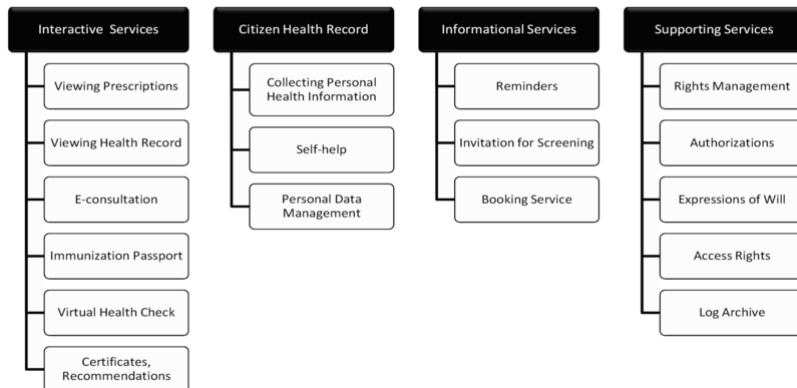 Interactive Services
Viewing Prescriptions
Viewing Health Record
E-consultation
Immunization Passport
Virtual Health Check
Certificates,
Recommendations
Citizen Health Record
Collecting Personal
Health Information
Self-help
Personal Data
Management
Informational Services
Reminders
Invitation for Screening
Booking Service
Supporting Services
Rights Management
Authorizations
Expressions of Will
Access Rights
Log Archive